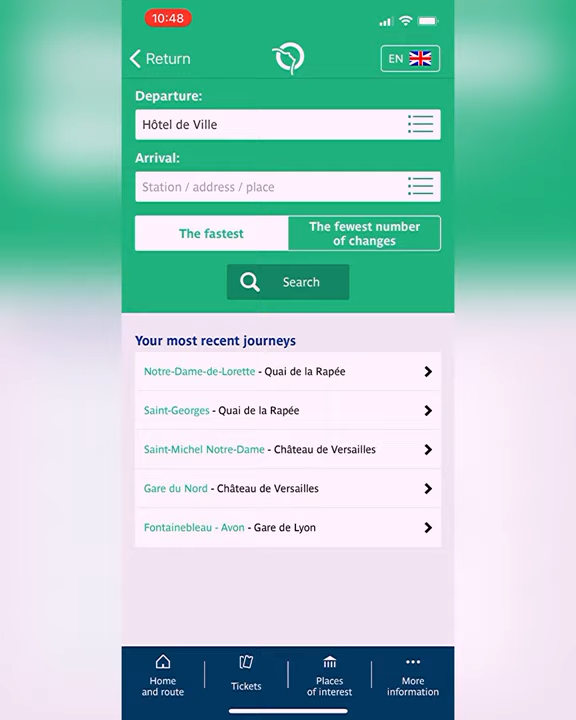 10:48
Return
EN
Departure:
Hôtel de Ville
Arrival:
Station / address / place
The fastest
The fewest number
of changes
Search
Your most recent journeys
Notre-Dame-de-Lorette - Quai de la Rapée
Saint-Georges - Quai de la Rapée
Saint-Michel Notre-Dame - Château de Versailles
Gare du Nord - Château de Versailles
Fontainebleau - Avon - Gare de Lyon
Home
and route
Tickets
Places
of interest
More
information